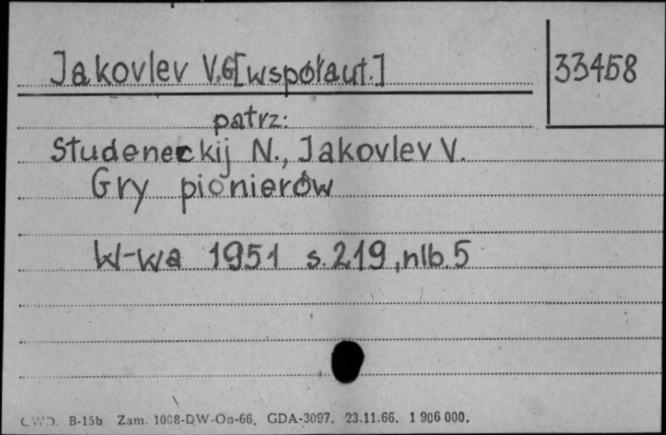 Jakovlev V.G[współaut.]
33458
patrz:
Studeneckij N., Jakovlev V.
Gry pionierów
W-wa 1951 s. 219, nlb. 5
CWD. B-15b Zam. 1008-DW-On-66. GDA-3097. 23.11.66. 1 906 000.